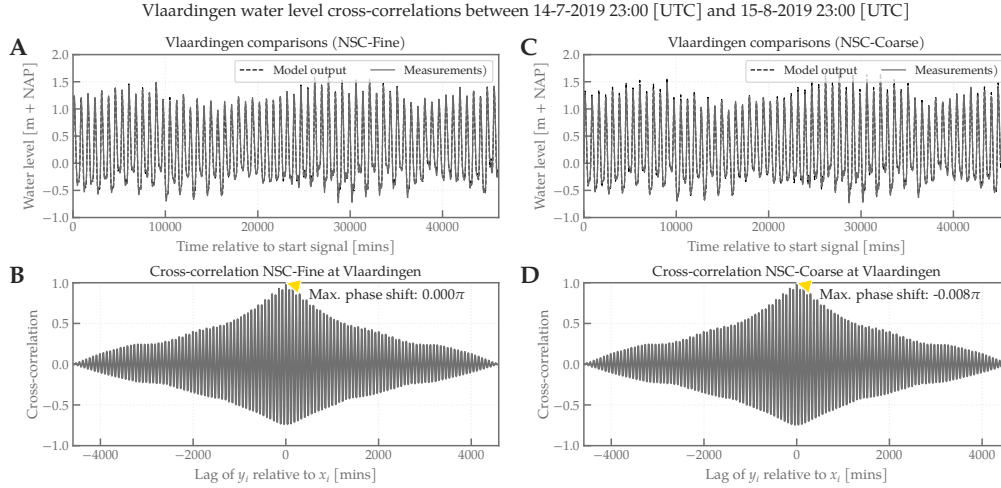 Vlaardingen water level cross-correlations between 14-7-2019 23:00 [UTC] and 15-8-2019 23:00 [UTC]
A
Vlaardingen comparisons (NSC-Fine)
Model output
Measurements)
Water level [m + NAP]
2.0
1.5
1.0
0.5
0.0
−0.5
−1.0
0
10000
20000
30000
40000
Time relative to start signal [mins]
C
Vlaardingen comparisons (NSC-Coarse)
Model output
Measurements)
Water level [m + NAP]
2.0
1.5
1.0
0.5
0.0
−0.5
−1.0
0
10000
20000
30000
40000
Time relative to start signal [mins]
B
Cross-correlation NSC-Fine at Vlaardingen
Max. phase shift: 0.000π
Cross-correlation
1.0
0.5
0.0
−0.5
−1.0
−4000
−2000
0
2000
4000
Lag of yᵢ relative to xᵢ [mins]
D
Cross-correlation NSC-Coarse at Vlaardingen
Max. phase shift: -0.008π
Cross-correlation
1.0
0.5
0.0
−0.5
−1.0
−4000
−2000
0
2000
4000
Lag of yᵢ relative to xᵢ [mins]